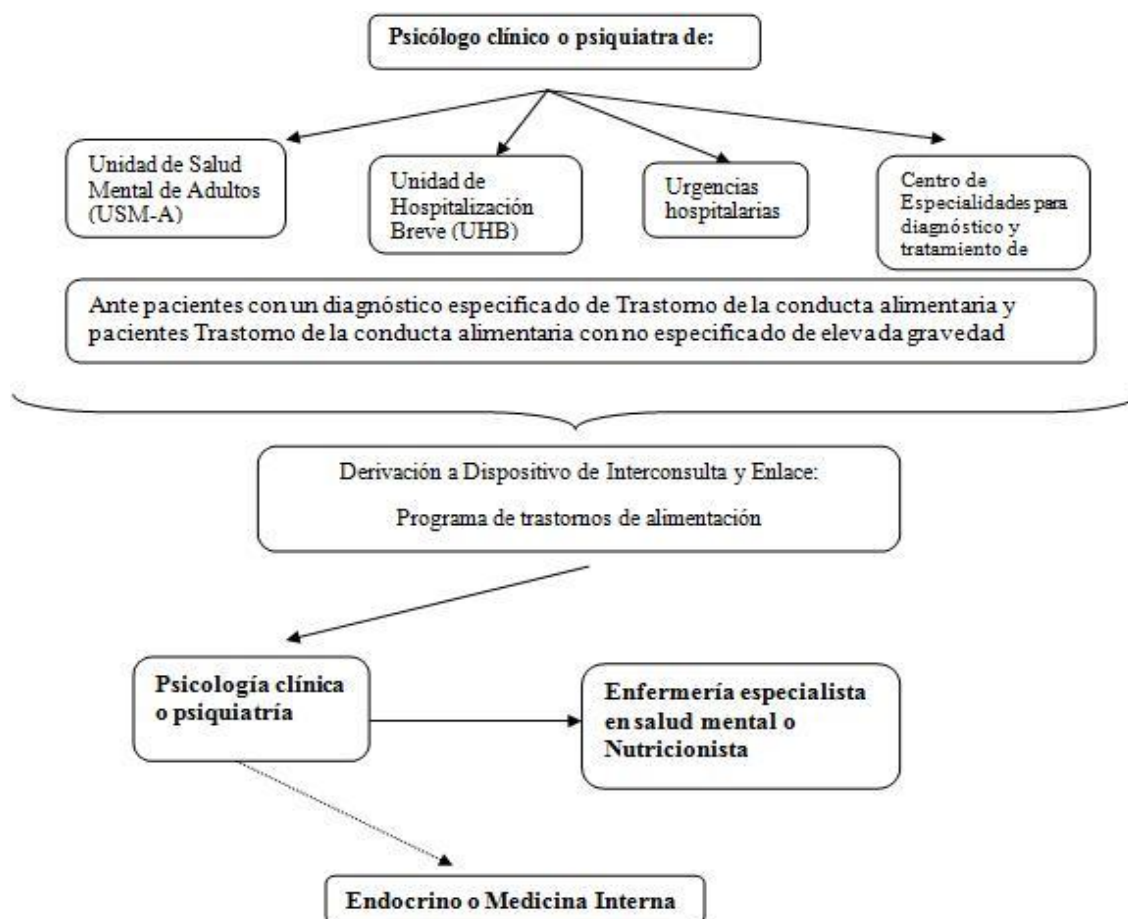 Psicólogo clínico o psiquiatra de:
Unidad de Salud
Mental de Adultos
(USM-A)
Unidad de
Hospitalización
Breve (UHB)
Urgencias
hospitalarias
Centro de
Especialidades para
diagnóstico y
tratamiento de
Ante pacientes con un diagnóstico especificado de Trastorno de la conducta alimentaria y
pacientes Trastorno de la conducta alimentaria con no especificado de elevada gravedad
Derivación a Dispositivo de Interconsulta y Enlace:
Programa de trastornos de alimentación
Psicología clínica
o psiquiatría
Enfermería especialista
en salud mental o
Nutricionista
Endocrino o Medicina Interna